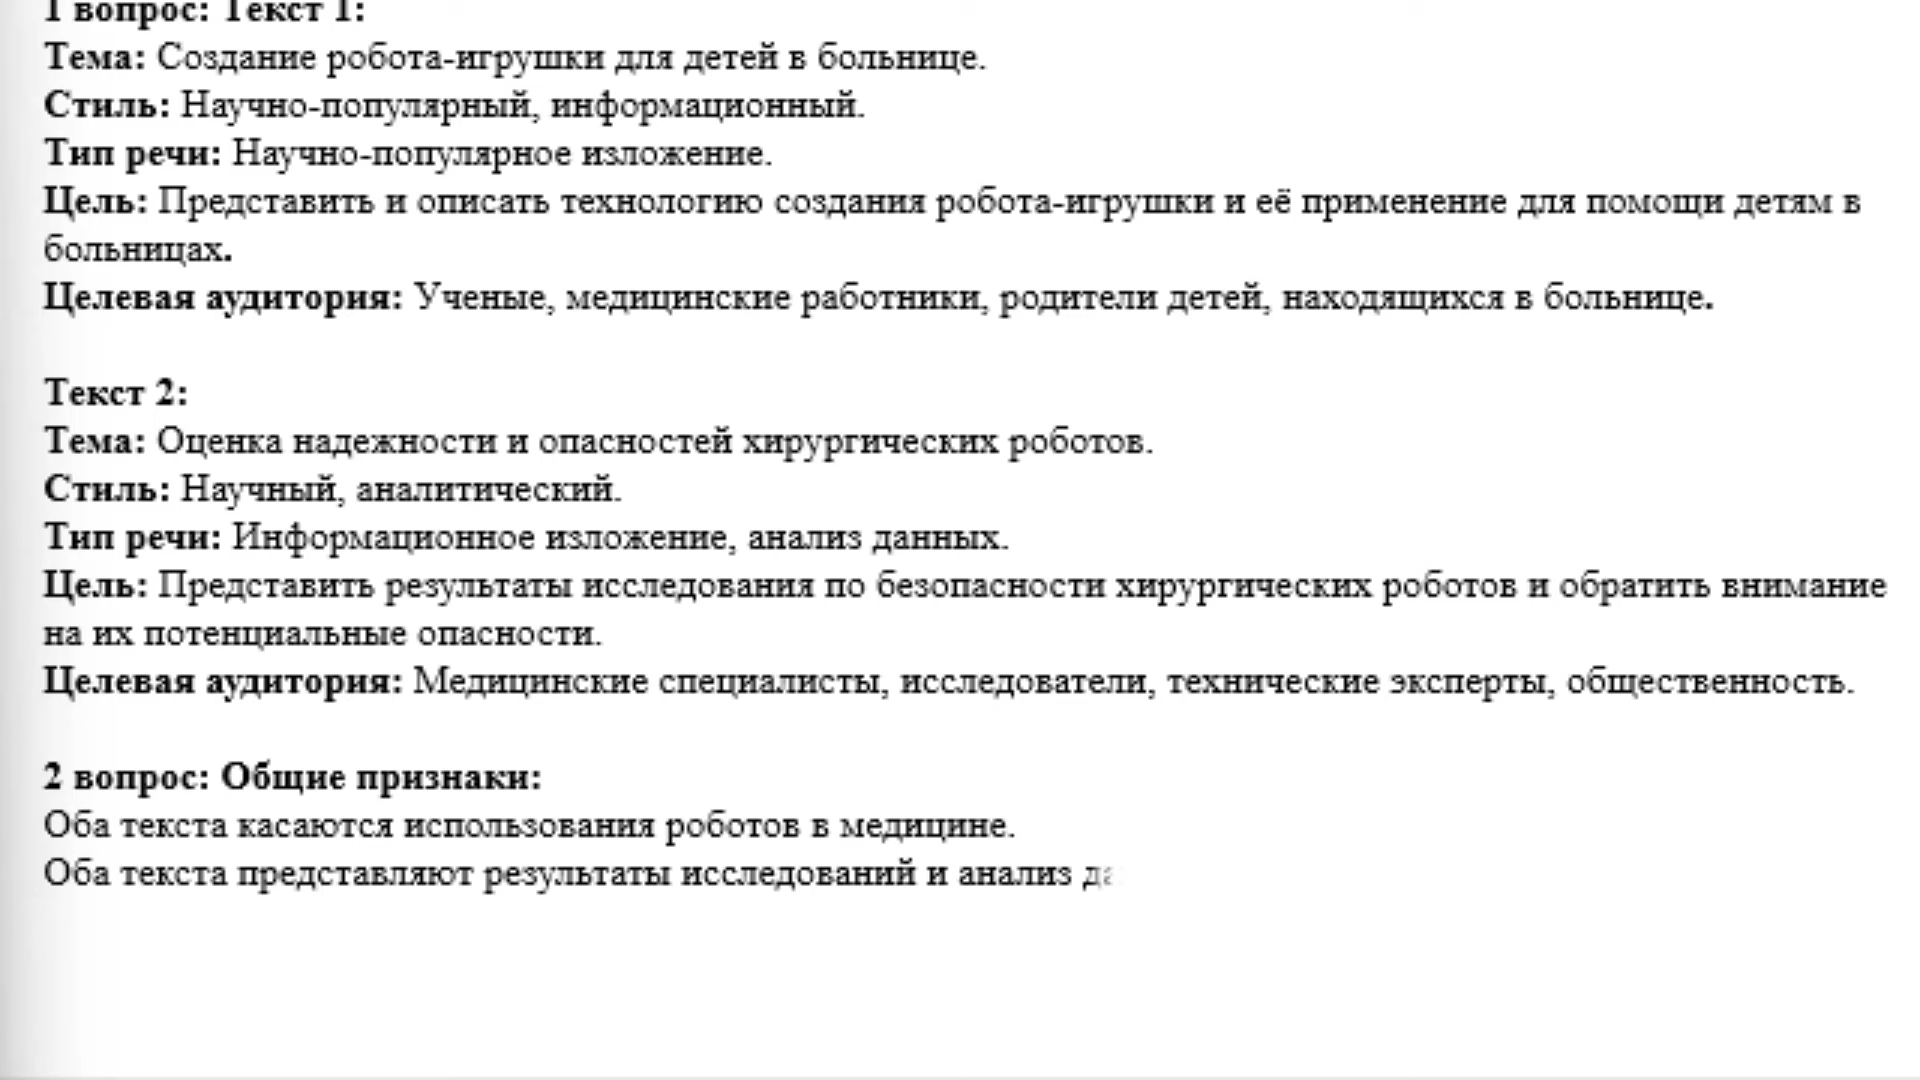 1 вопрос: Текст 1:
Тема: Создание робота-игрушки для детей в больнице.
Стиль: Научно-популярный, информационный.
Тип речи: Научно-популярное изложение.
Цель: Представить и описать технологию создания робота-игрушки и её применение для помощи детям в
больницах.
Целевая аудитория: Ученые, медицинские работники, родители детей, находящихся в больнице.
Текст 2:
Тема: Оценка надежности и опасностей хирургических роботов.
Стиль: Научный, аналитический.
Тип речи: Информационное изложение, анализ данных.
Цель: Представить результаты исследования по безопасности хирургических роботов и обратить внимание
на их потенциальные опасности.
Целевая аудитория: Медицинские специалисты, исследователи, технические эксперты, общественность.
2 вопрос: Общие признаки:
Оба текста касаются использования роботов в медицине.
Оба текста представляют результаты исследований и анализ